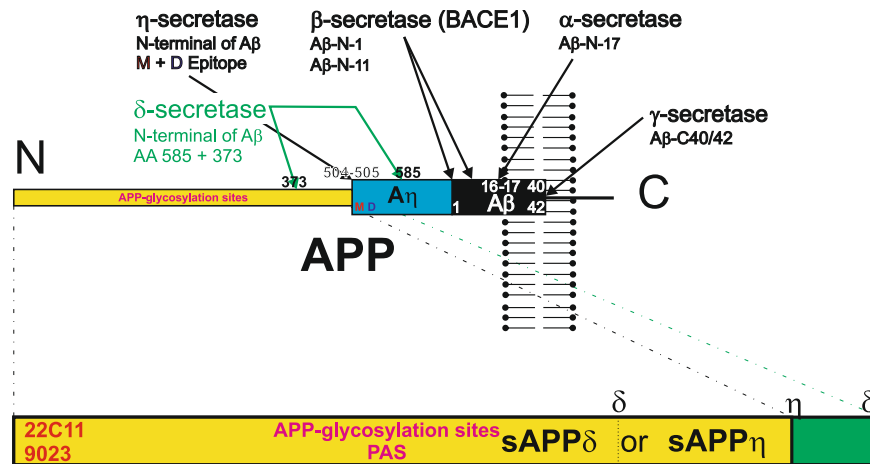 η-secretase
N-terminal of Aβ
M + D Epitope
β-secretase (BACE1)
Aβ-N-1
Aβ-N-11
α-secretase
Aβ-N-17
δ-secretase
N-terminal of Aβ
AA 585 + 373
γ-secretase
Aβ-C40/42
N
373
504-505
585
APP-glycosylation sites
Aη
M D
16-17 40
1 Aβ 42
C
APP
δ
η
δ
22C11
9023
APP-glycosylation sites
PAS
sAPPδ or sAPPη